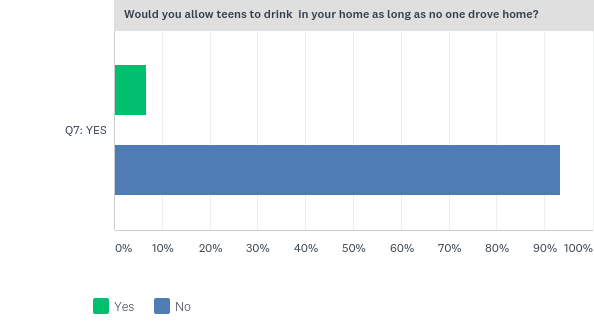 Would you allow teens to drink  in your home as long as no one drove home?
Q7: YES
0% 10% 20% 30% 40% 50% 60% 70% 80% 90% 100%
Yes No